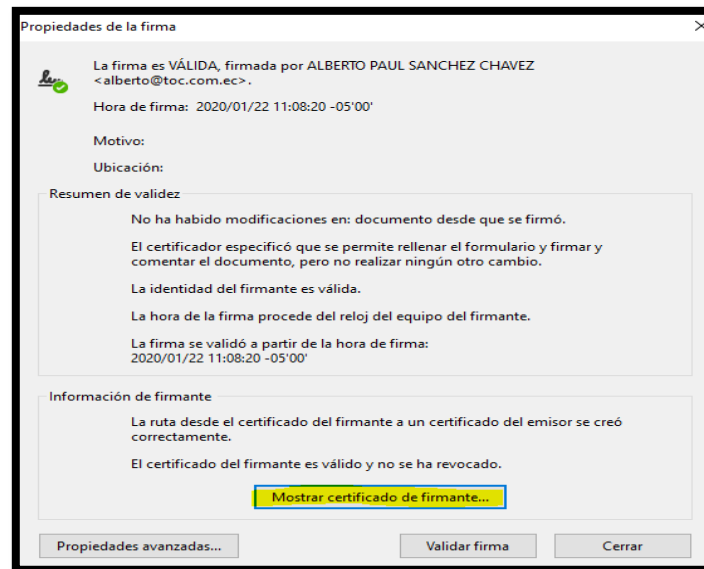 Propiedades de la firma
La firma es VÁLIDA, firmada por ALBERTO PAUL SANCHEZ CHAVEZ
<alberto@toc.com.ec>.
Hora de firma: 2020/01/22 11:08:20 -05'00'
Motivo:
Ubicación:
Resumen de validez
No ha habido modificaciones en: documento desde que se firmó.
El certificador especificó que se permite rellenar el formulario y firmar y
comentar el documento, pero no realizar ningún otro cambio.
La identidad del firmante es válida.
La hora de la firma procede del reloj del equipo del firmante.
La firma se validó a partir de la hora de firma:
2020/01/22 11:08:20 -05'00'
Información de firmante
La ruta desde el certificado del firmante a un certificado del emisor se creó
correctamente.
El certificado del firmante es válido y no se ha revocado.
Mostrar certificado de firmante...
Propiedades avanzadas... Validar firma Cerrar